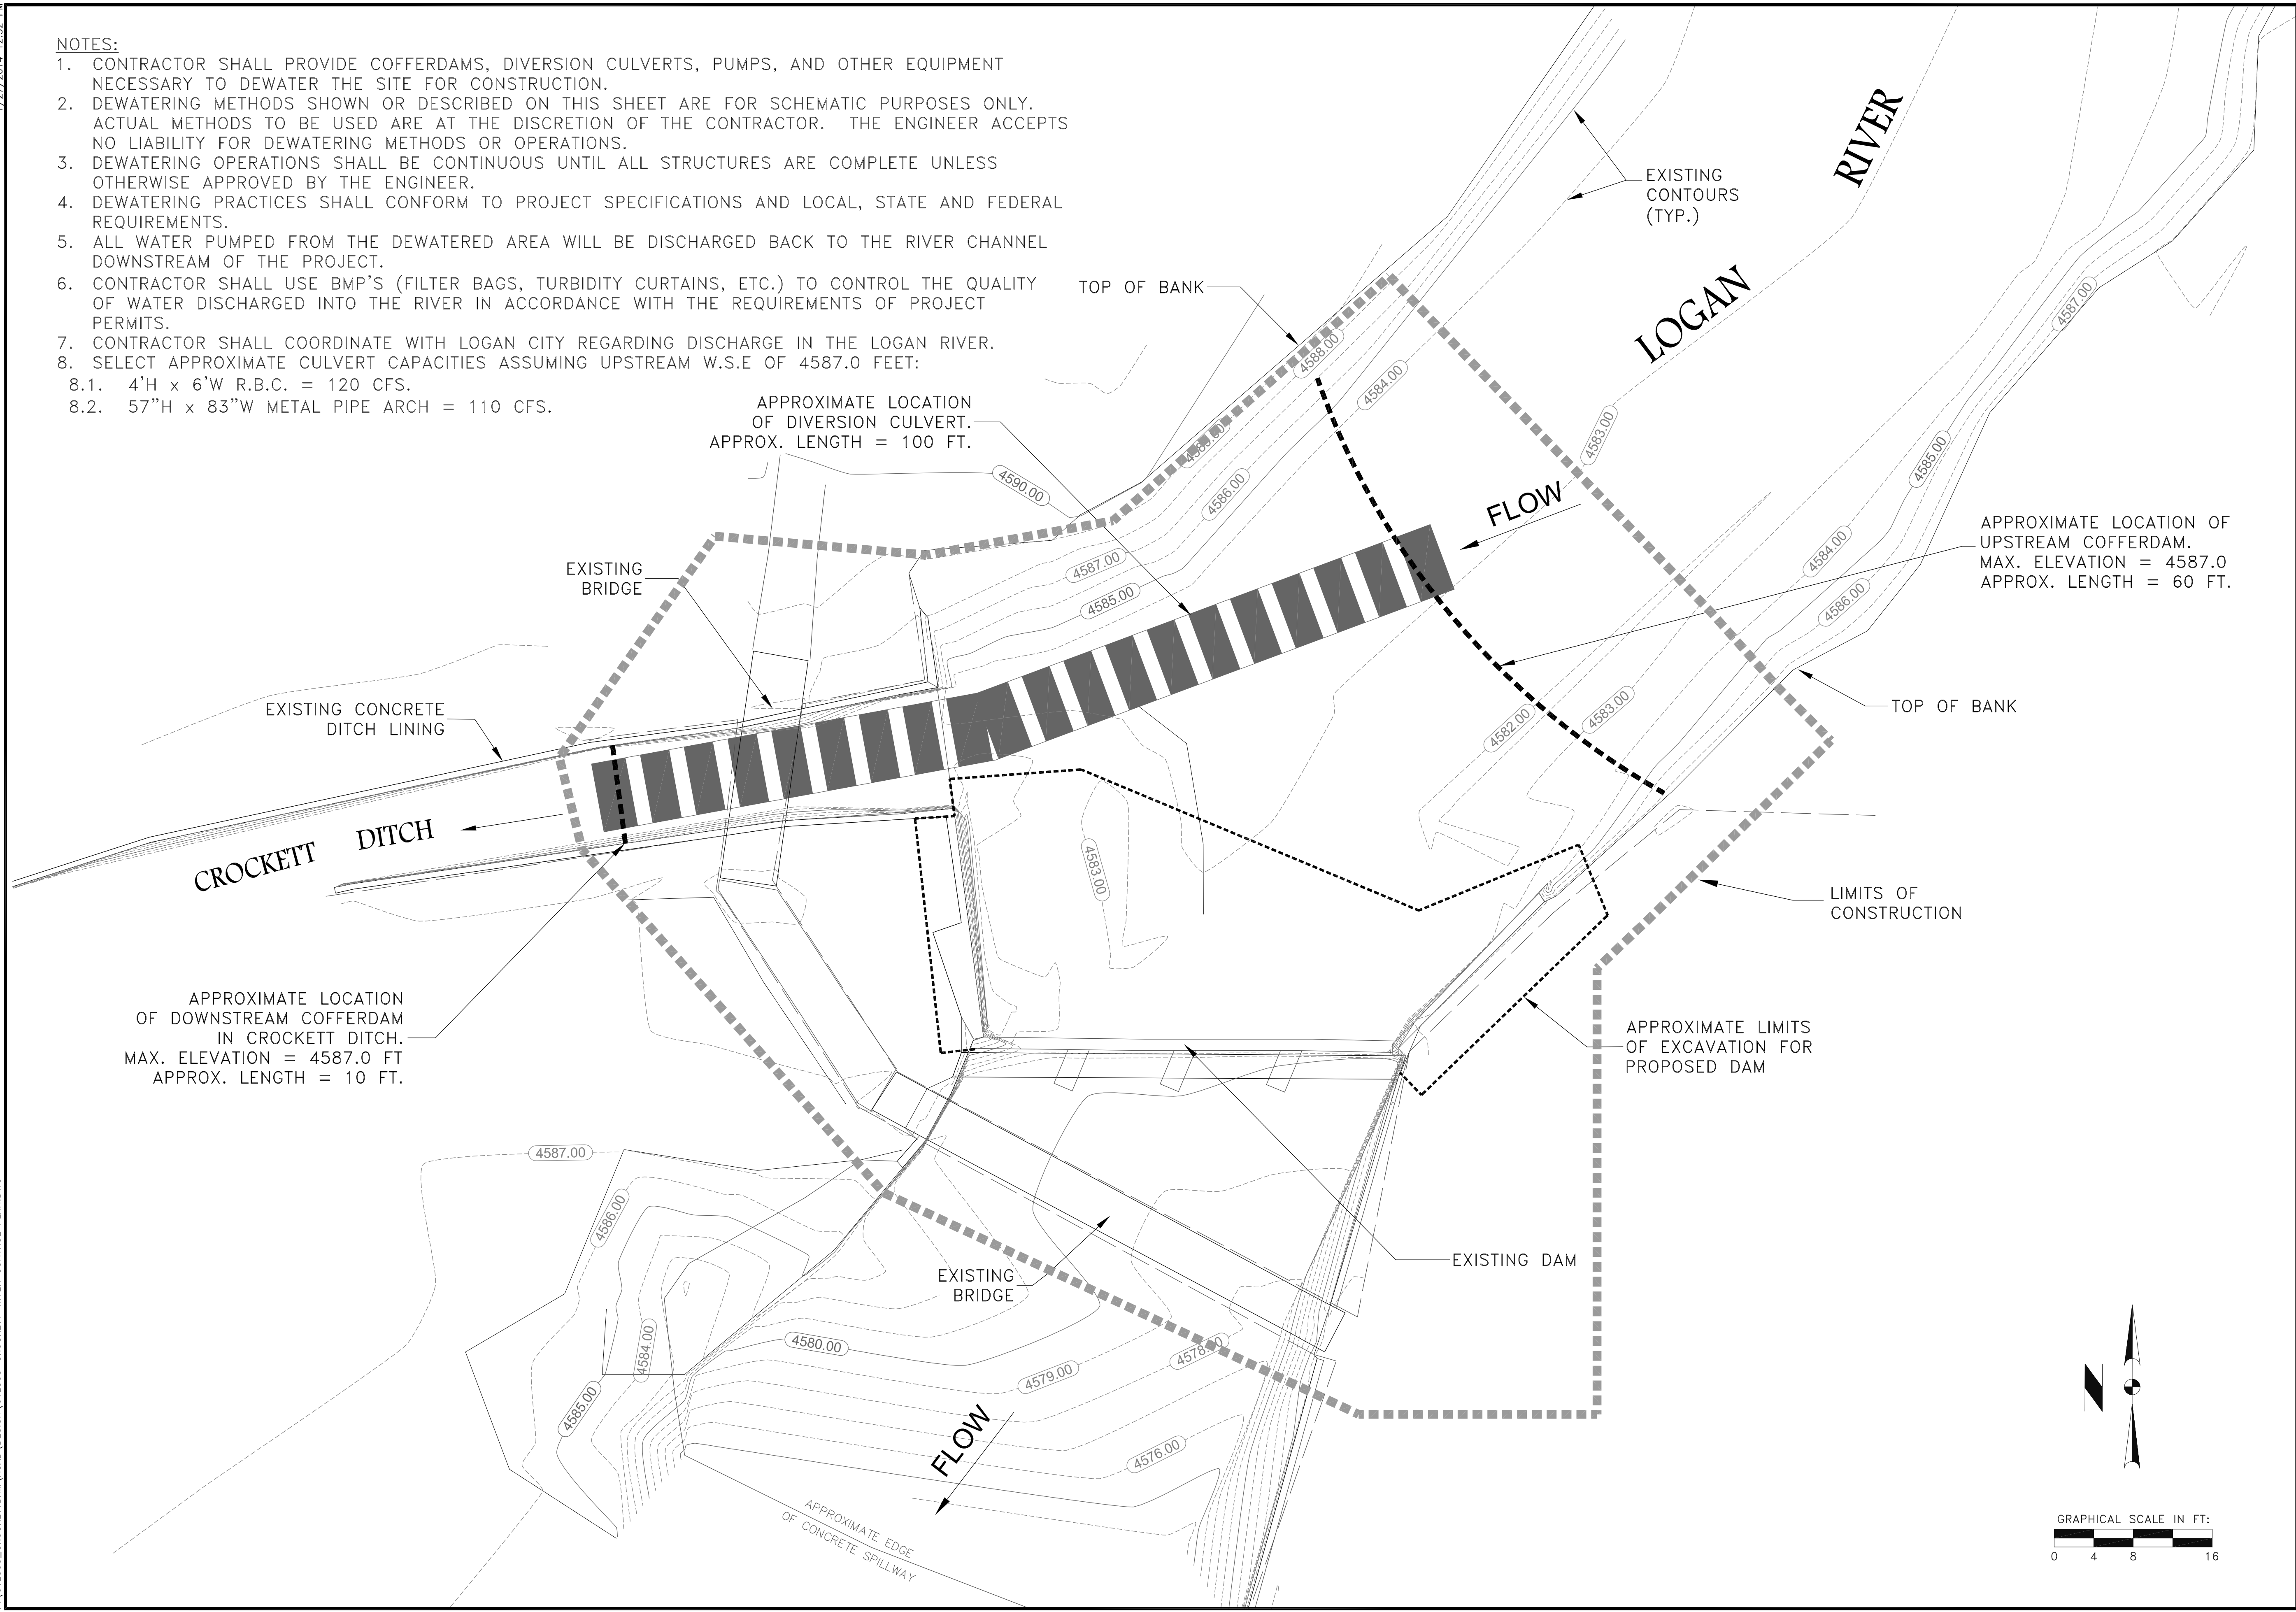 NOTES:
1. CONTRACTOR SHALL PROVIDE COFFERDAMS, DIVERSION CULVERTS, PUMPS, AND OTHER EQUIPMENT
NECESSARY TO DEWATER THE SITE FOR CONSTRUCTION.
2. DEWATERING METHODS SHOWN OR DESCRIBED ON THIS SHEET ARE FOR SCHEMATIC PURPOSES ONLY.
ACTUAL METHODS TO BE USED ARE AT THE DISCRETION OF THE CONTRACTOR. THE ENGINEER ACCEPTS
NO LIABILITY FOR DEWATERING METHODS OR OPERATIONS.
3. DEWATERING OPERATIONS SHALL BE CONTINUOUS UNTIL ALL STRUCTURES ARE COMPLETE UNLESS
OTHERWISE APPROVED BY THE ENGINEER.
4. DEWATERING PRACTICES SHALL CONFORM TO PROJECT SPECIFICATIONS AND LOCAL, STATE AND FEDERAL
REQUIREMENTS.
5. ALL WATER PUMPED FROM THE DEWATERED AREA WILL BE DISCHARGED BACK TO THE RIVER CHANNEL
DOWNSTREAM OF THE PROJECT.
6. CONTRACTOR SHALL USE BMP'S (FILTER BAGS, TURBIDITY CURTAINS, ETC.) TO CONTROL THE QUALITY
OF WATER DISCHARGED INTO THE RIVER IN ACCORDANCE WITH THE REQUIREMENTS OF PROJECT
PERMITS.
7. CONTRACTOR SHALL COORDINATE WITH LOGAN CITY REGARDING DISCHARGE IN THE LOGAN RIVER.
8. SELECT APPROXIMATE CULVERT CAPACITIES ASSUMING UPSTREAM W.S.E OF 4587.0 FEET:
8.1. 4'H x 6'W R.B.C. = 120 CFS.
8.2. 57"H x 83"W METAL PIPE ARCH = 110 CFS.
RIVER
LOGAN
EXISTING
CONTOURS
(TYP.)
TOP OF BANK
4587.00
4588.00
4584.00
4583.00
APPROXIMATE LOCATION
OF DIVERSION CULVERT.
APPROX. LENGTH = 100 FT.
4590.00
4586.00
4585.00
FLOW
APPROXIMATE LOCATION OF
UPSTREAM COFFERDAM.
MAX. ELEVATION = 4587.0
APPROX. LENGTH = 60 FT.
4584.00
4586.00
EXISTING
BRIDGE
4587.00
4585.00
EXISTING CONCRETE
DITCH LINING
4582.00
4583.00
TOP OF BANK
CROCKETT DITCH
4583.00
LIMITS OF
CONSTRUCTION
APPROXIMATE LOCATION
OF DOWNSTREAM COFFERDAM
IN CROCKETT DITCH.
MAX. ELEVATION = 4587.0 FT
APPROX. LENGTH = 10 FT.
APPROXIMATE LIMITS
OF EXCAVATION FOR
PROPOSED DAM
4587.00
4586.00
4584.00
4585.00
EXISTING
BRIDGE
EXISTING DAM
4580.00
4579.00
4578.00
4576.00
FLOW
APPROXIMATE EDGE
OF CONCRETE SPILLWAY
N
GRAPHICAL SCALE IN FT:
0 4 8 16